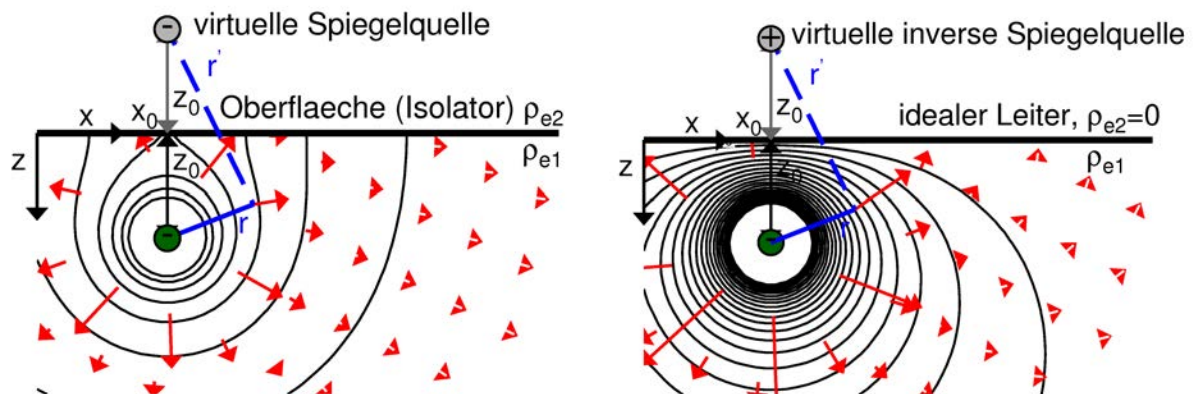 -
virtuelle Spiegelquelle
r'
z₀
x
x₀
Oberflaeche (Isolator) ρₑ₂
z
z₀
ρₑ₁
r
-
+
virtuelle inverse Spiegelquelle
r'
z₀
x
x₀
idealer Leiter, ρₑ₂=0
z
z₀
ρₑ₁
r
-